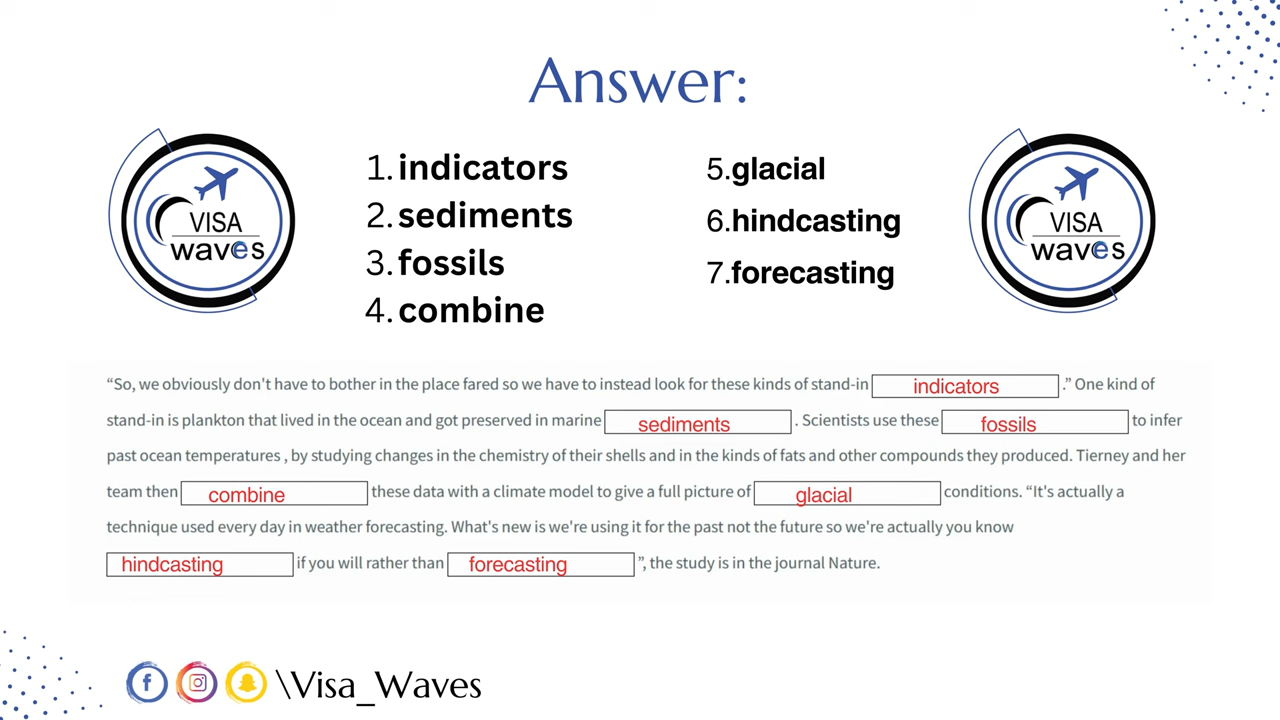 Answer:
VISA
waves
1. indicators
2. sediments
3. fossils
4. combine
5.glacial
6.hindcasting
7.forecasting
VISA
waves
“So, we obviously don't have to bother in the place fared so we have to instead look for these kinds of stand-in indicators .” One kind of
stand-in is plankton that lived in the ocean and got preserved in marine sediments . Scientists use these fossils to infer
past ocean temperatures , by studying changes in the chemistry of their shells and in the kinds of fats and other compounds they produced. Tierney and her
team then combine these data with a climate model to give a full picture of glacial conditions. “It's actually a
technique used every day in weather forecasting. What's new is we're using it for the past not the future so we're actually you know
hindcasting if you will rather than forecasting ”, the study is in the journal Nature.
\Visa_Waves